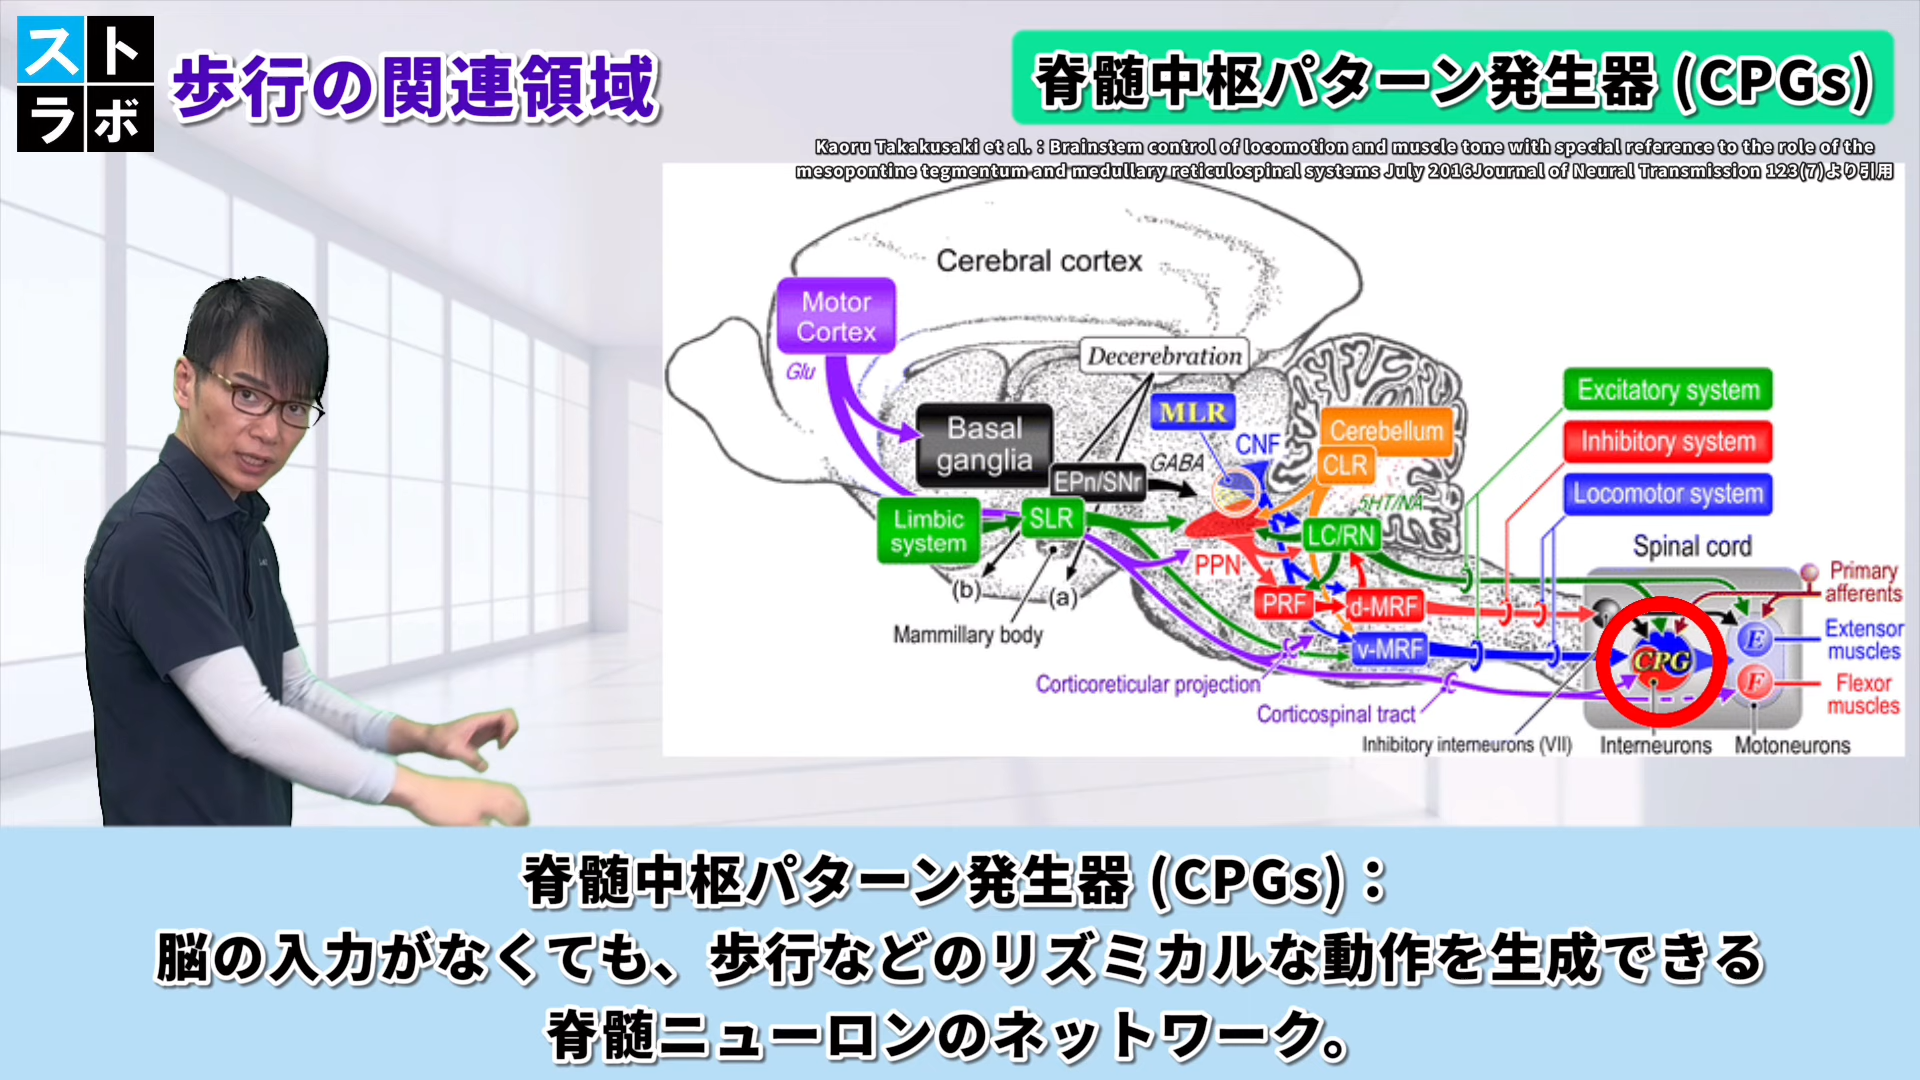 スト
ラボ
歩行の関連領域
脊髄中枢パターン発生器 (CPGs)
Kaoru Takakusaki et al.：Brainstem control of locomotion and muscle tone with special reference to the role of the
mesopontine tegmentum and medullary reticulospinal systems July 2016Journal of Neural Transmission 123(7)より引用
Cerebral cortex
Motor
Cortex
Glu
Decerebration
Basal
ganglia
MLR
CNF
Cerebellum
CLR
GABA
EPn/SNr
5HT/NA
Limbic
system
SLR
LC/RN
PPN
PRF
d-MRF
v-MRF
(b)
(a)
Mammillary body
Corticoreticular projection
Corticospinal tract
Excitatory system
Inhibitory system
Locomotor system
Spinal cord
Primary
afferents
CPG
E
Extensor
muscles
F
Flexor
muscles
Inhibitory interneurons (VII)
Interneurons
Motoneurons
脊髄中枢パターン発生器 (CPGs)：
脳の入力がなくても、歩行などのリズミカルな動作を生成できる
脊髄ニューロンのネットワーク。